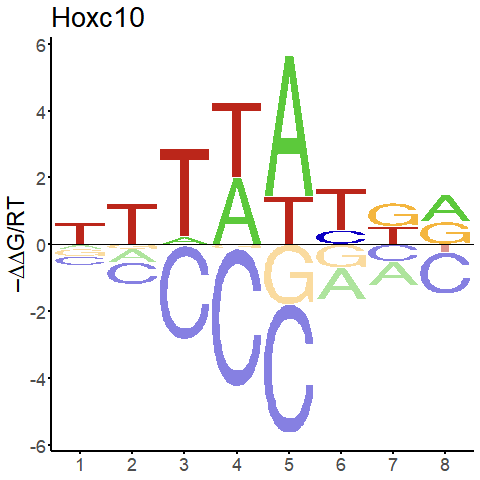 Hoxc10
−ΔΔG/RT
6
4
2
0
-2
-4
-6
T T T T A T G A
A A T C T G
G A C G G C T
C C C C G A A C
C
1 2 3 4 5 6 7 8